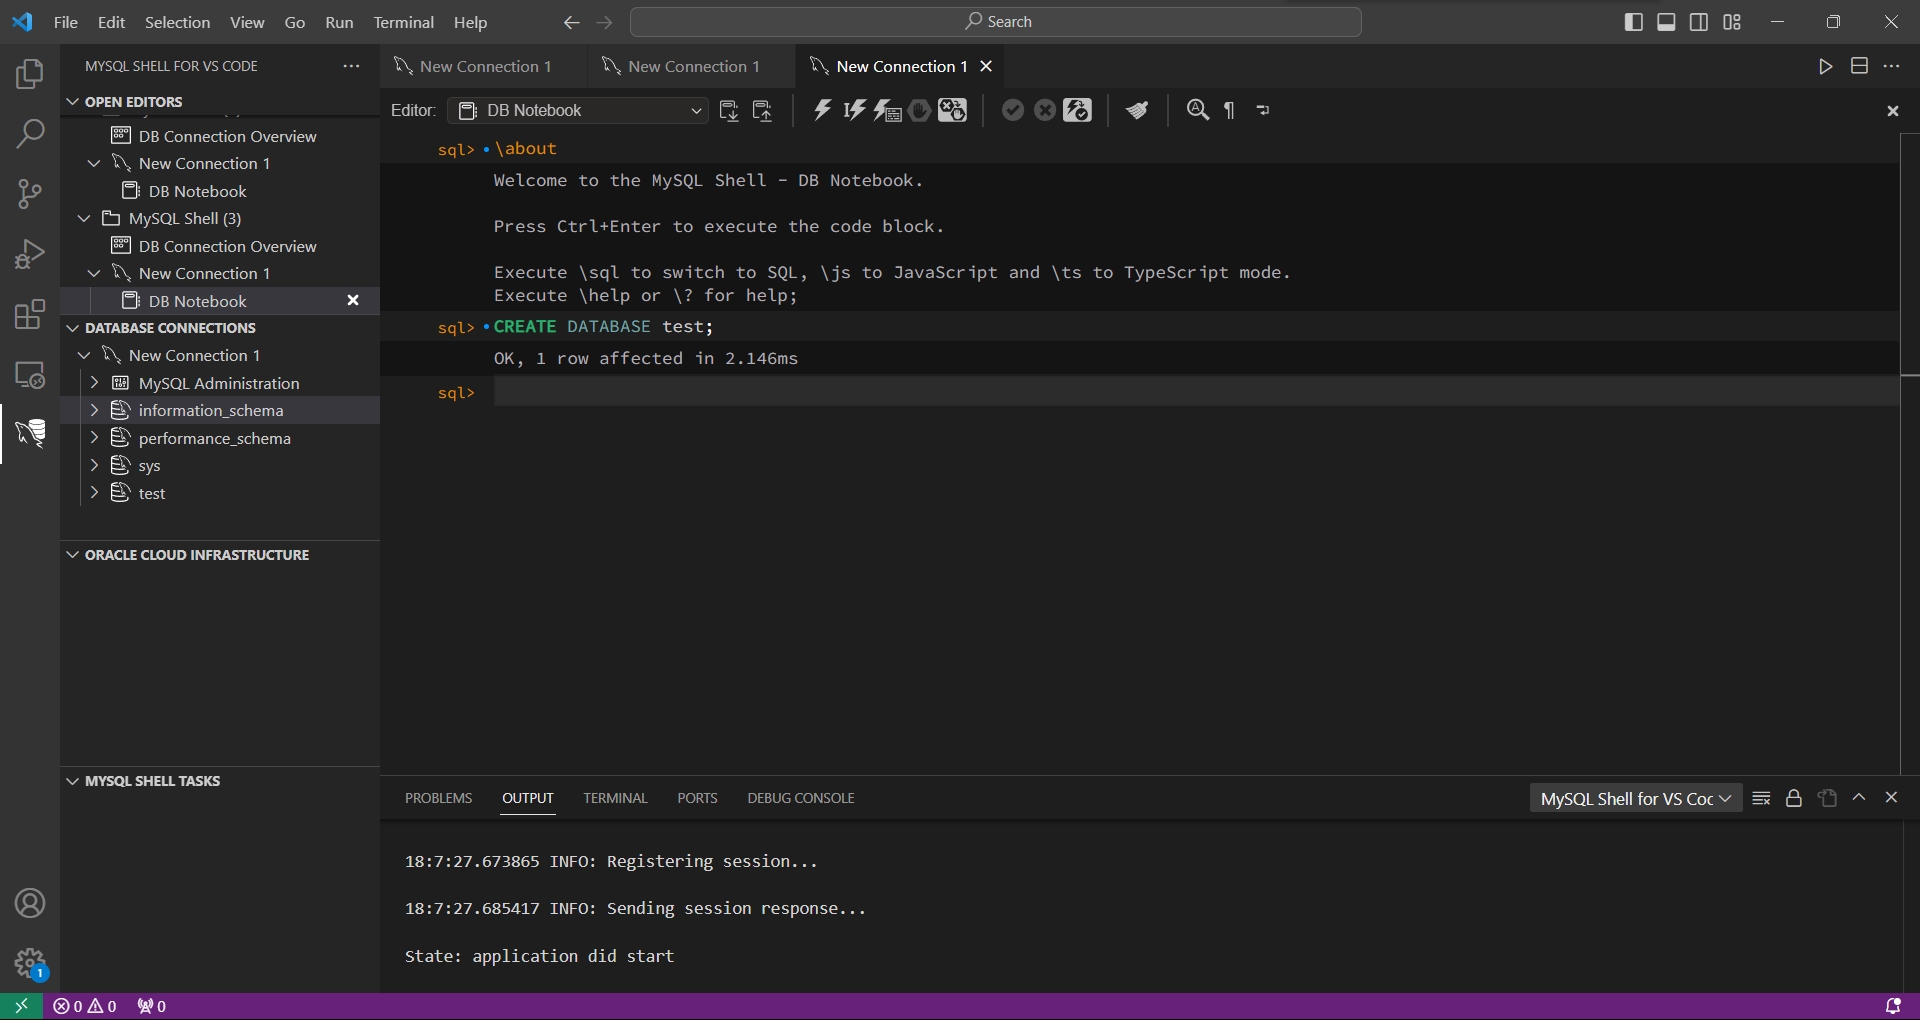 File Edit Selection View Go Run Terminal Help
Search
MYSQL SHELL FOR VS CODE
New Connection 1
New Connection 1
New Connection 1
OPEN EDITORS
Editor: DB Notebook
DB Connection Overview
New Connection 1
DB Notebook
MySQL Shell (3)
DB Connection Overview
New Connection 1
DB Notebook
DATABASE CONNECTIONS
New Connection 1
MySQL Administration
information_schema
performance_schema
sys
test
ORACLE CLOUD INFRASTRUCTURE
MYSQL SHELL TASKS
sql> \about
Welcome to the MySQL Shell - DB Notebook.
Press Ctrl+Enter to execute the code block.
Execute \sql to switch to SQL, \js to JavaScript and \ts to TypeScript mode.
Execute \help or \? for help;
sql> CREATE DATABASE test;
OK, 1 row affected in 2.146ms
sql>
PROBLEMS OUTPUT TERMINAL PORTS DEBUG CONSOLE
MySQL Shell for VS Coc
18:7:27.673865 INFO: Registering session...
18:7:27.685417 INFO: Sending session response...
State: application did start
1
0 0 0